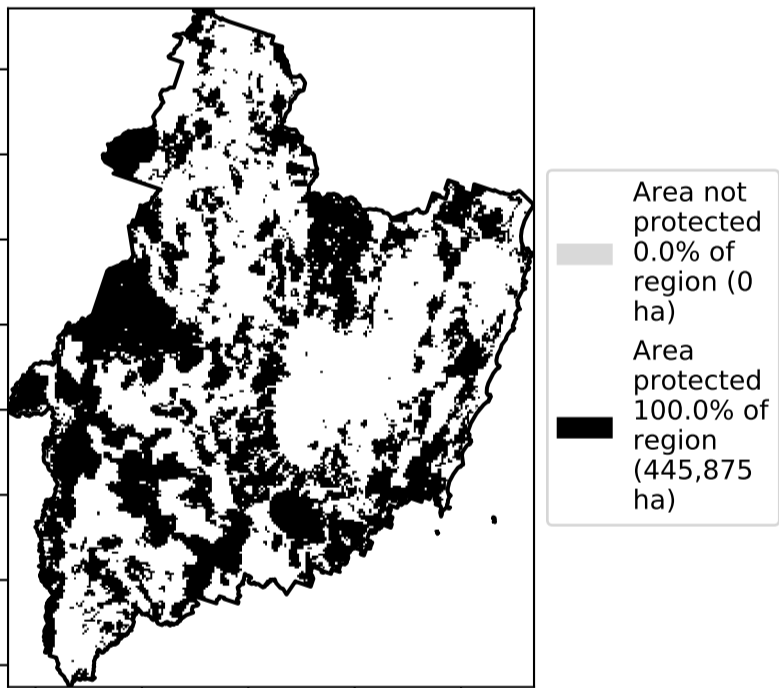 Area not
protected
0.0% of
region (0
ha)
Area
protected
100.0% of
region
(445,875
ha)